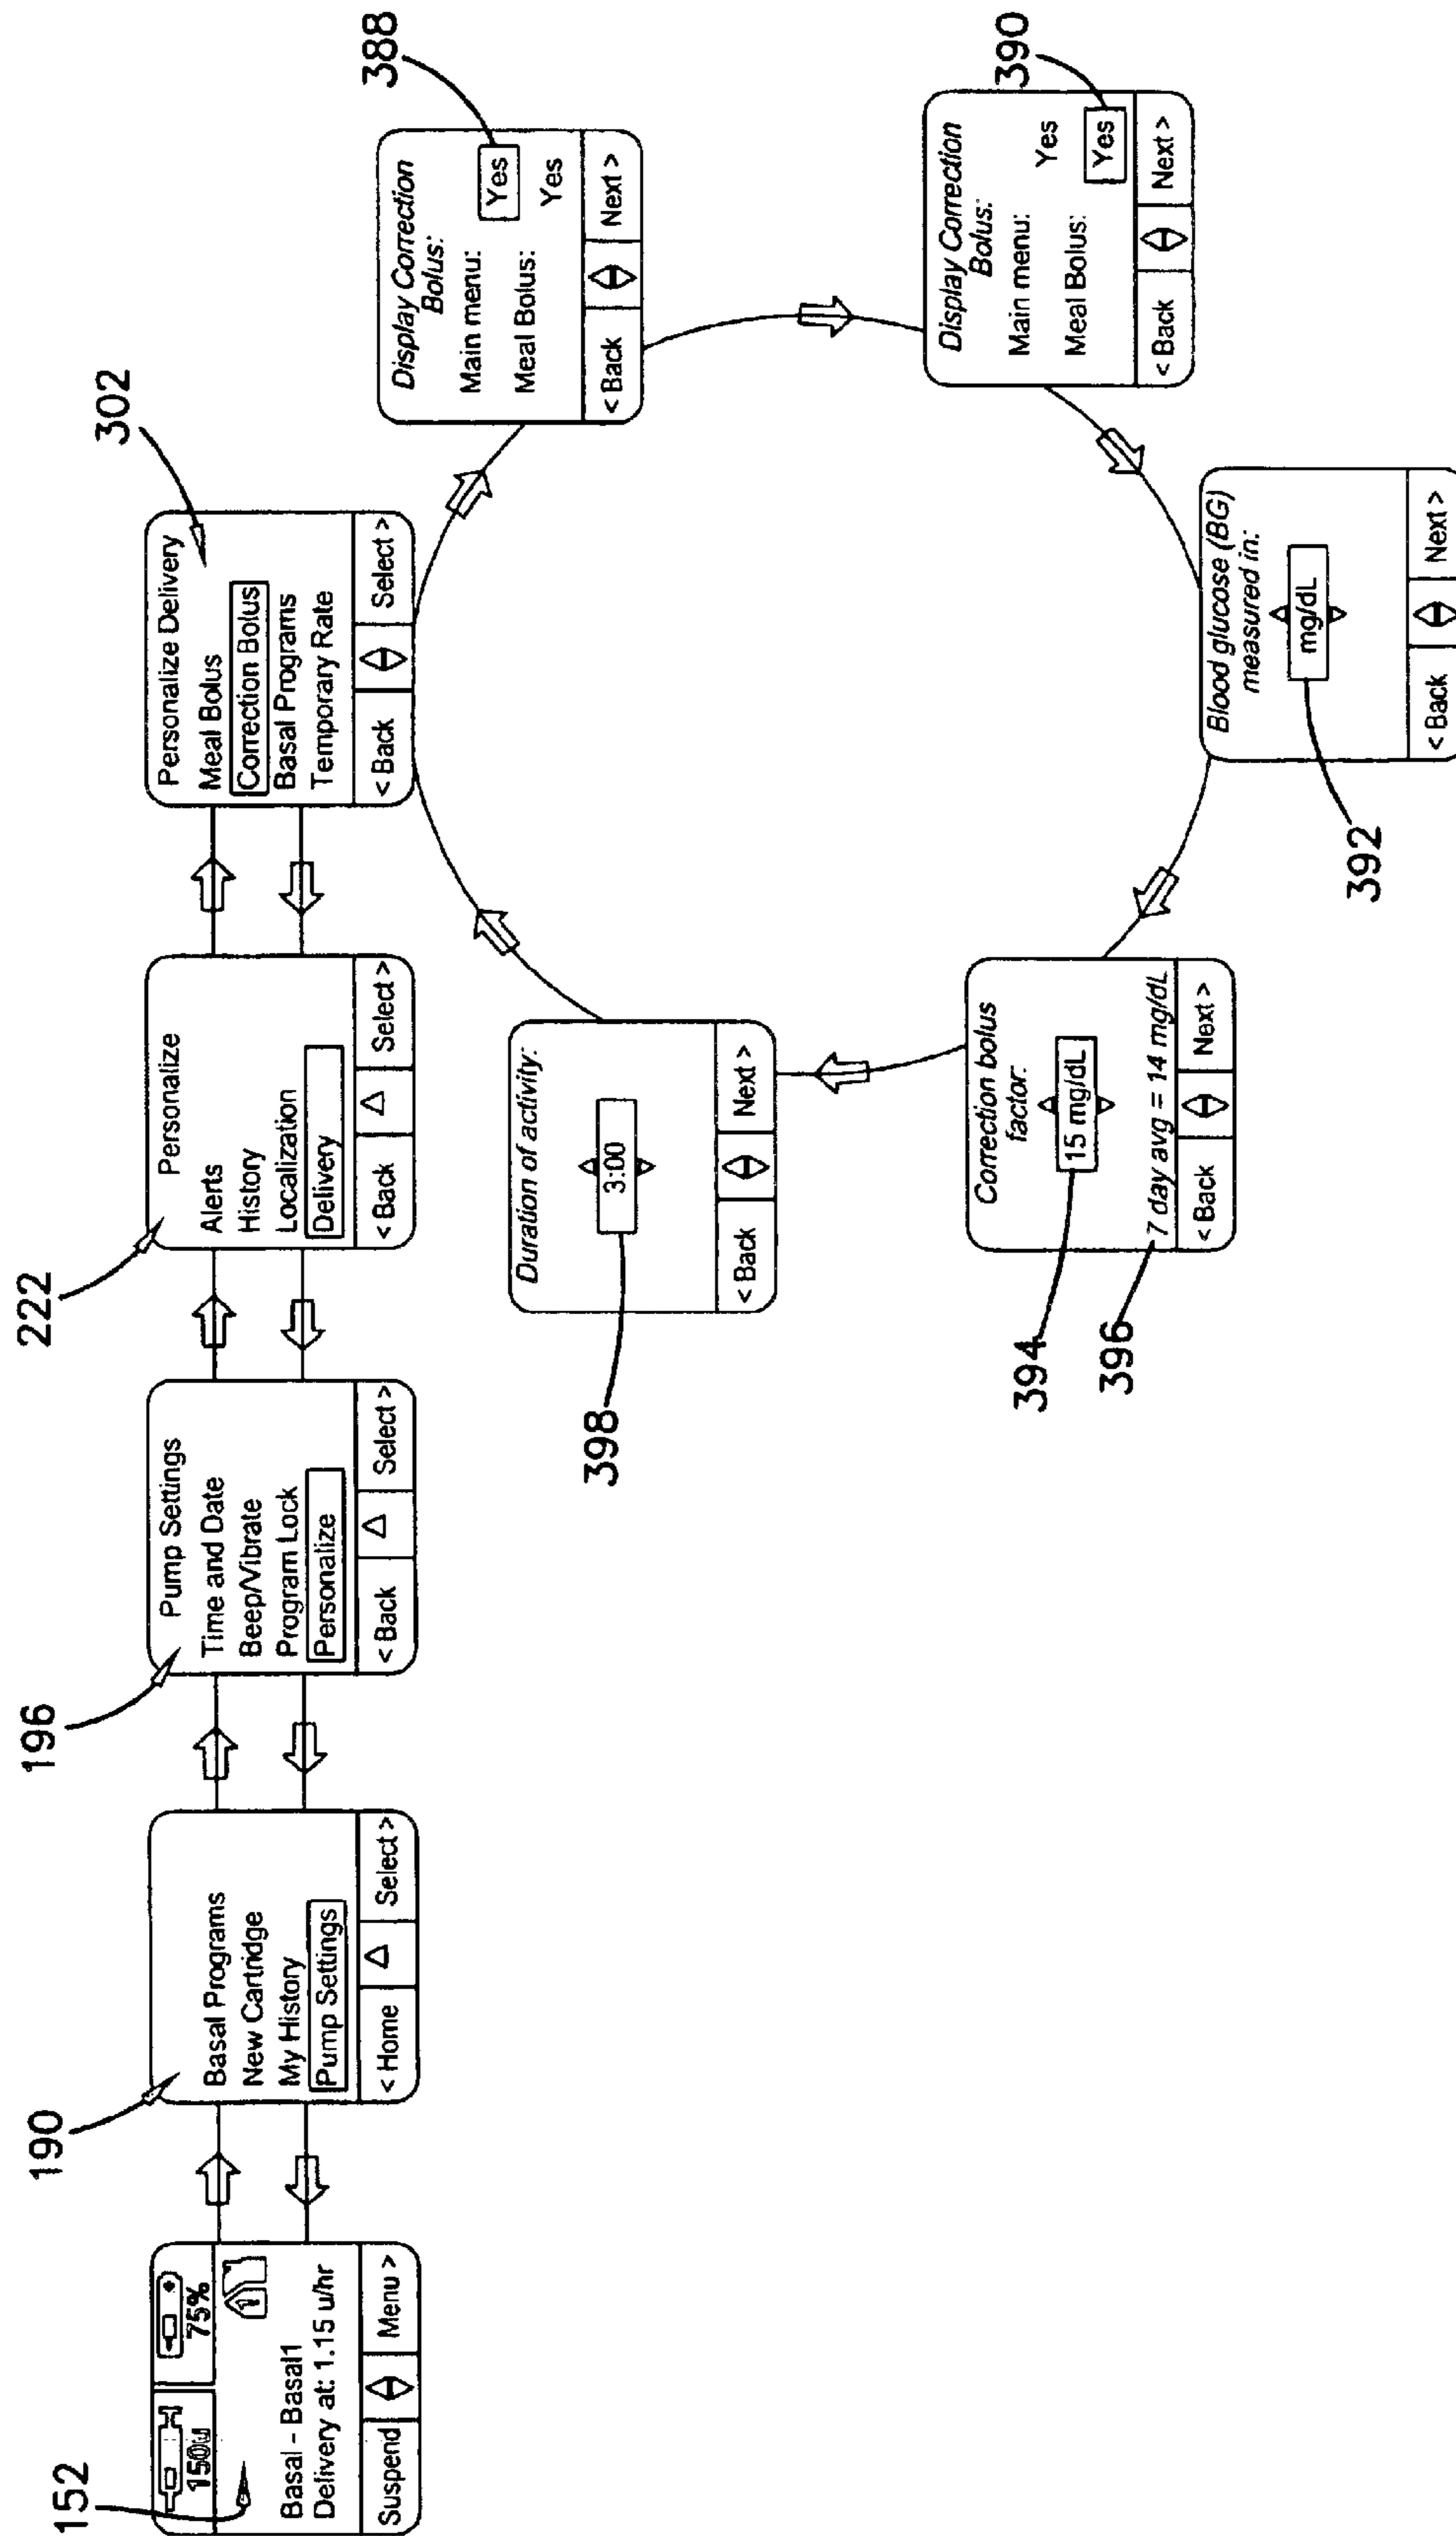 152
150u
75%
Basal - Basal1
Delivery at: 1.15 u/hr
Suspend
Menu >
190
Basal Programs
New Cartridge
My History
Pump Settings
< Home
Select >
196
Pump Settings
Time and Date
Beep/Vibrate
Program Lock
Personalize
< Back
Select >
222
Personalize
Alerts
History
Localization
Delivery
< Back
Select >
302
Personalize Delivery
Meal Bolus
Correction Bolus
Basal Programs
Temporary Rate
< Back
Select >
388
Display Correction
Bolus:
Main menu: Yes
Meal Bolus: Yes
< Back
Next >
390
Display Correction
Bolus:
Main menu: Yes
Meal Bolus: Yes
< Back
Next >
392
Blood glucose (BG)
measured in:
mg/dL
< Back
Next >
394
396
Correction bolus
factor:
15 mg/dL
7 day avg = 14 mg/dL
< Back
Next >
398
Duration of activity:
3:00
< Back
Next >